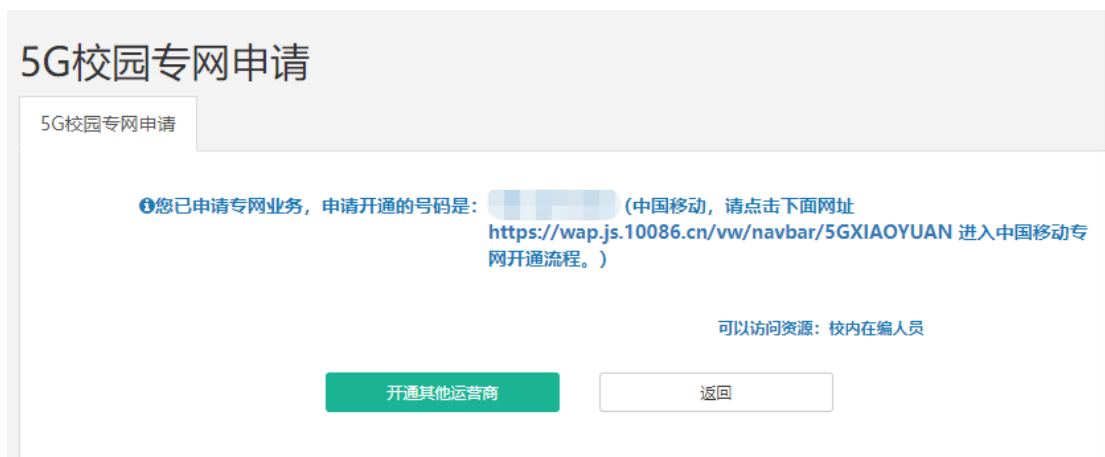 5G校园专网申请
5G校园专网申请
您已申请专网业务，申请开通的号码是： （中国移动，请点击下面网址
https://wap.js.10086.cn/vw/navbar/5GXIAOYUAN 进入中国移动专
网开通流程。）
可以访问资源：校内在编人员
开通其他运营商
返回